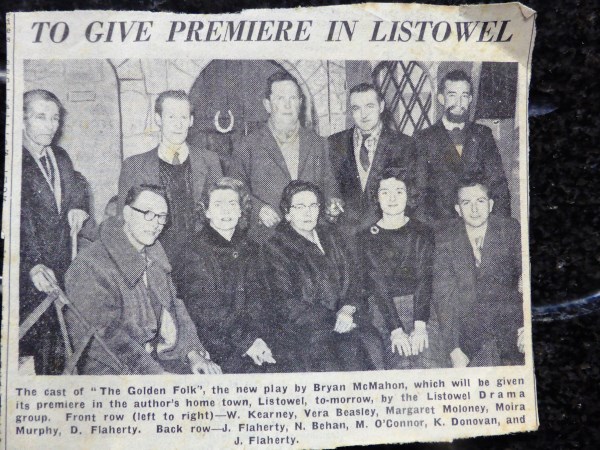 TO GIVE PREMIERE IN LISTOWEL
The cast of "The Golden Folk", the new play by Bryan McMahon, which will be given
its premiere in the author's home town, Listowel, to-morrow, by the Listowel Drama
group. Front row (left to right)—W. Kearney, Vera Beasley, Margaret Moloney, Moira
Murphy, D. Flaherty. Back row—J. Flaherty, N. Behan, M. O'Connor, K. Donovan, and
J. Flaherty.